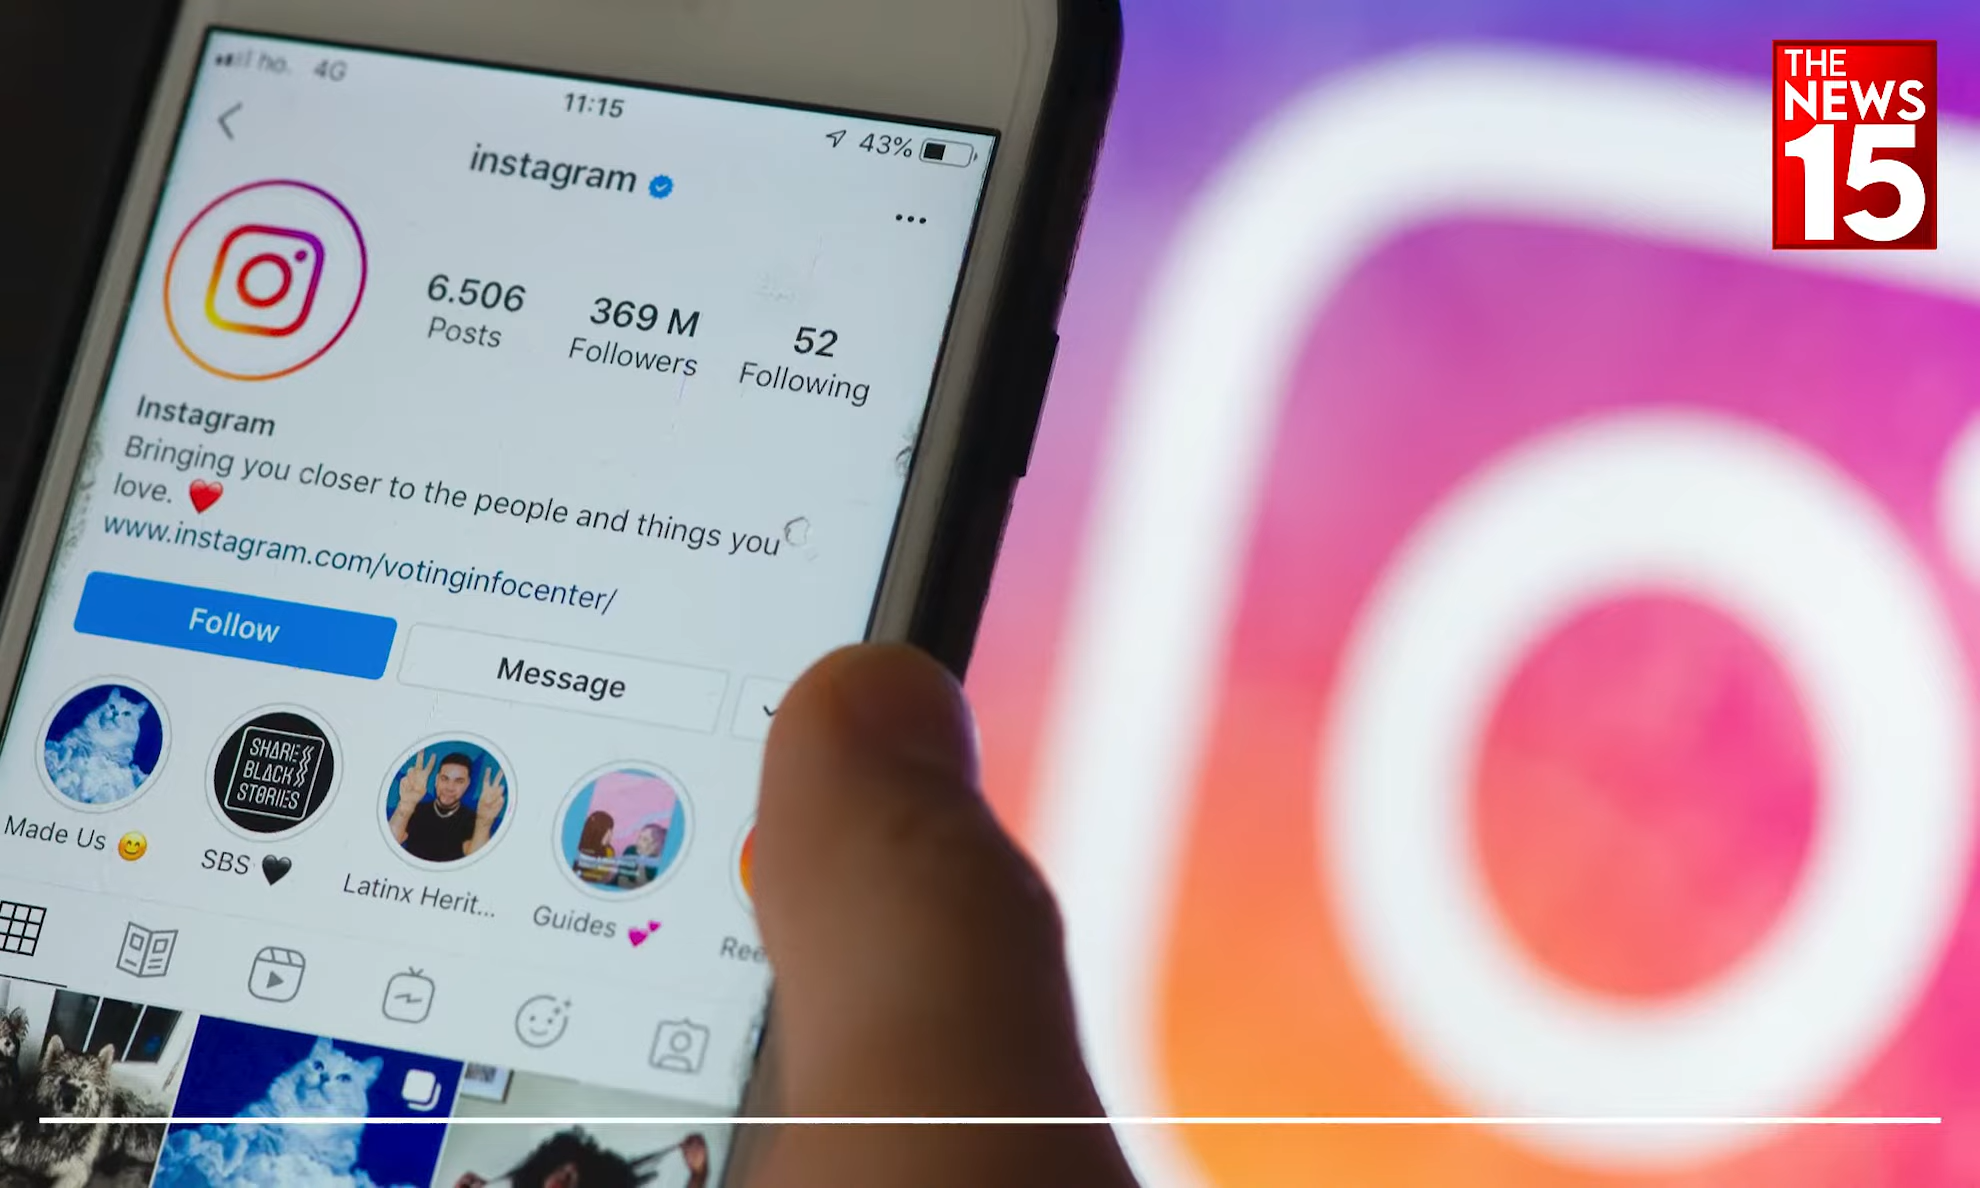 ho. 4G
11:15
43%
instagram
6.506 369 M 52
Posts Followers Following
Instagram
Bringing you closer to the people and things you
love. ❤️
www.instagram.com/votinginfocenter/
Follow Message
SHARE
BLACK
STORIES
Made Us 😊 SBS 🖤 Latinx Herit... Guides 💕 Ree
THE
NEWS
15